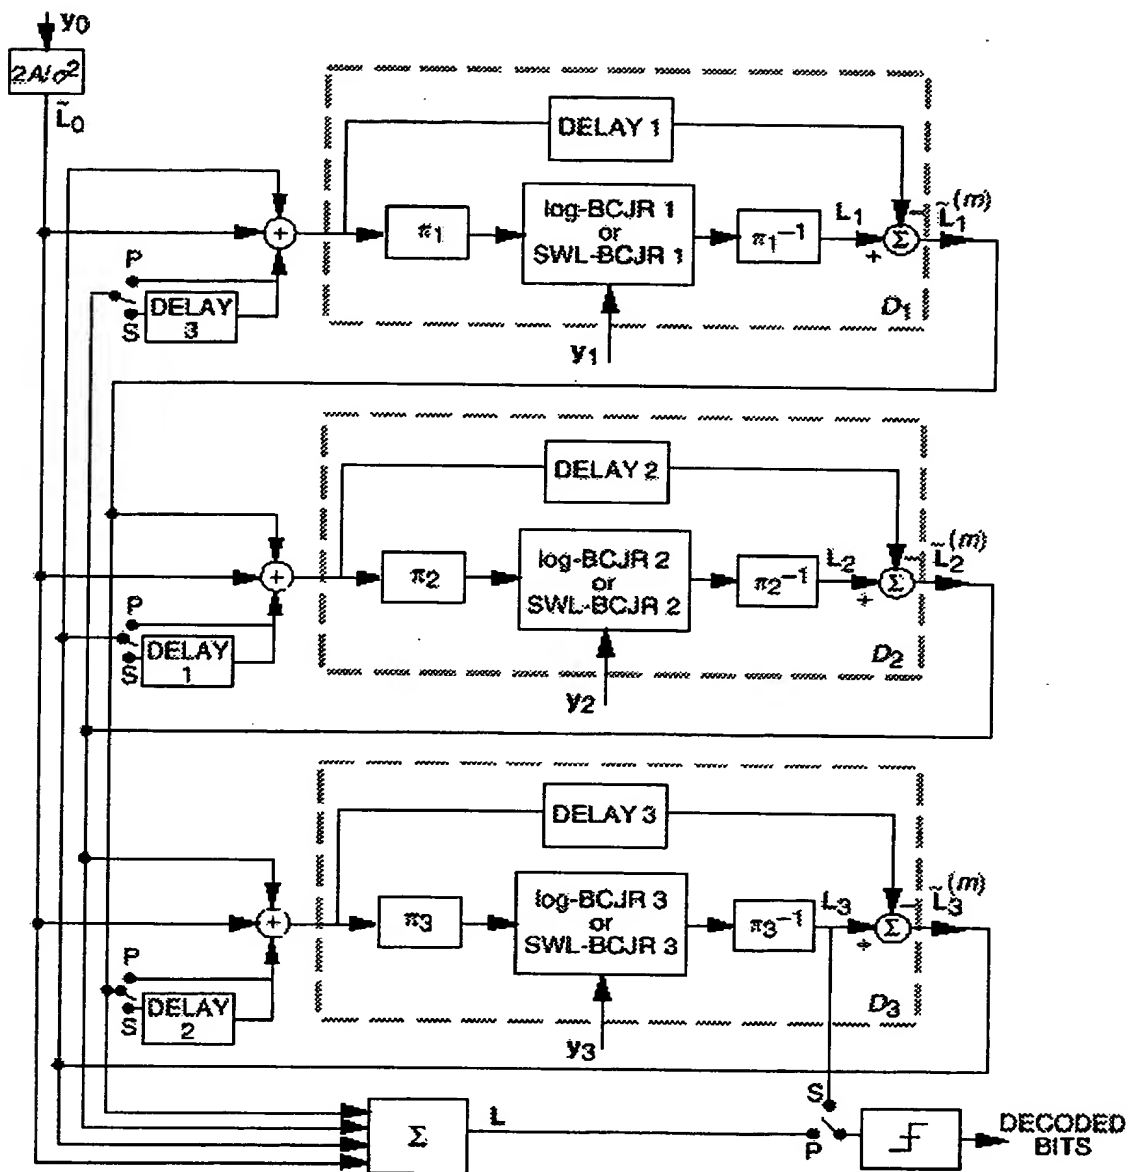 y0
2A/σ²
L̃0
DELAY 1
π1
log-BCJR 1
or
SWL-BCJR 1
π1⁻¹
L1
Σ
+
−
L̃1(m)
+
P
S
DELAY
3
y1
D1
DELAY 2
π2
log-BCJR 2
or
SWL-BCJR 2
π2⁻¹
L2
Σ
+
−
L̃2(m)
+
P
S
DELAY
1
y2
D2
DELAY 3
π3
log-BCJR 3
or
SWL-BCJR 3
π3⁻¹
L3
Σ
+
−
L̃3(m)
+
P
S
DELAY
2
y3
D3
Σ
L
S
P
DECODED
BITS